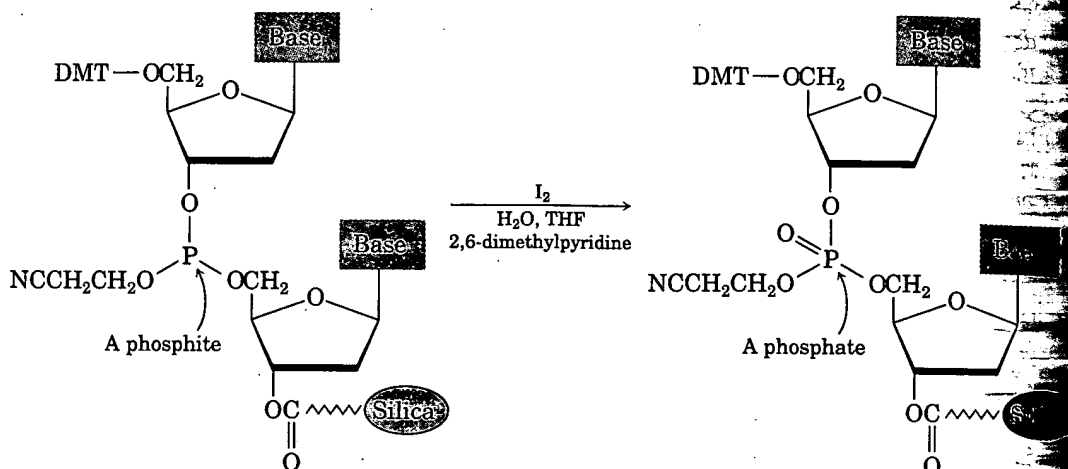 Base
DMT—OCH₂
O
O
P
NCCH₂CH₂O
OCH₂
Base
O
A phosphite
OC
Silica
O
I₂
H₂O, THF
2,6-dimethylpyridine
Base
DMT—OCH₂
O
O
O
P
NCCH₂CH₂O
OCH₂
O
A phosphate
OC
O